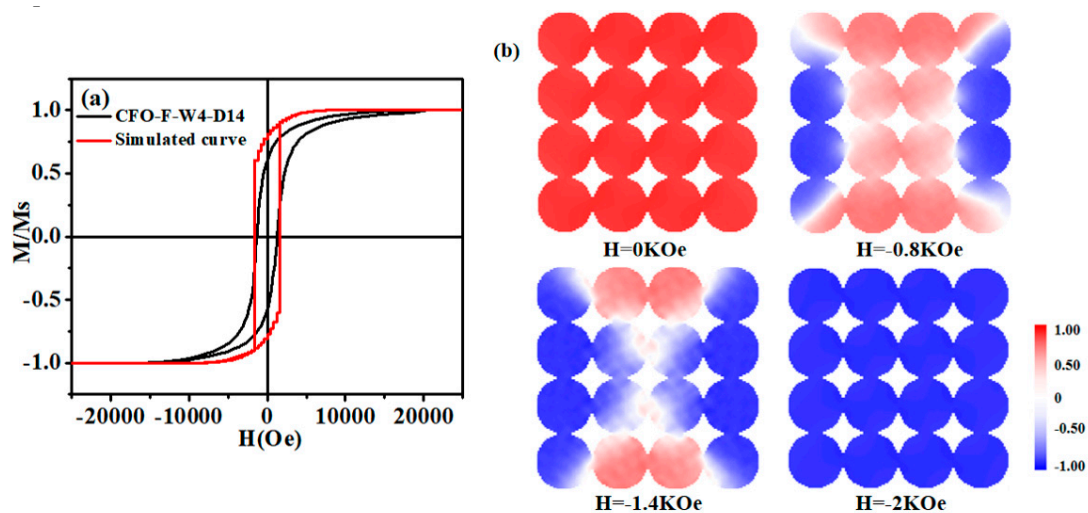 (a)
CFO-F-W4-D14
Simulated curve
1.0
0.5
0.0
-0.5
-1.0
M/Ms
-20000 -10000 0 10000 20000
H(Oe)
(b)
H=0KOe
H=-0.8KOe
H=-1.4KOe
H=-2KOe
1.00
0.50
0
-0.50
-1.00